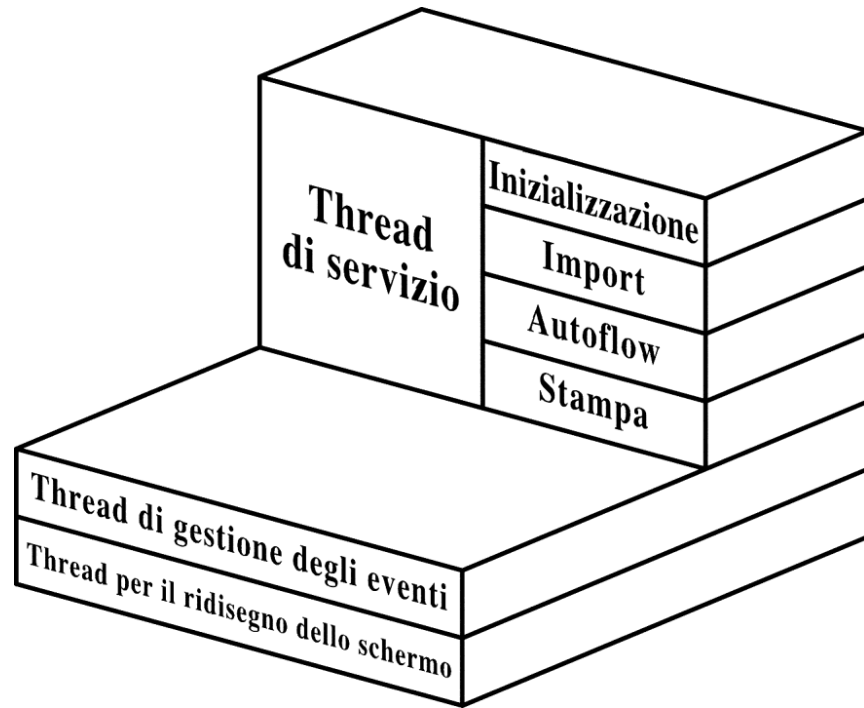 Thread
di servizio
Inizializzazione
Import
Autoflow
Stampa
Thread di gestione degli eventi
Thread per il ridisegno dello schermo